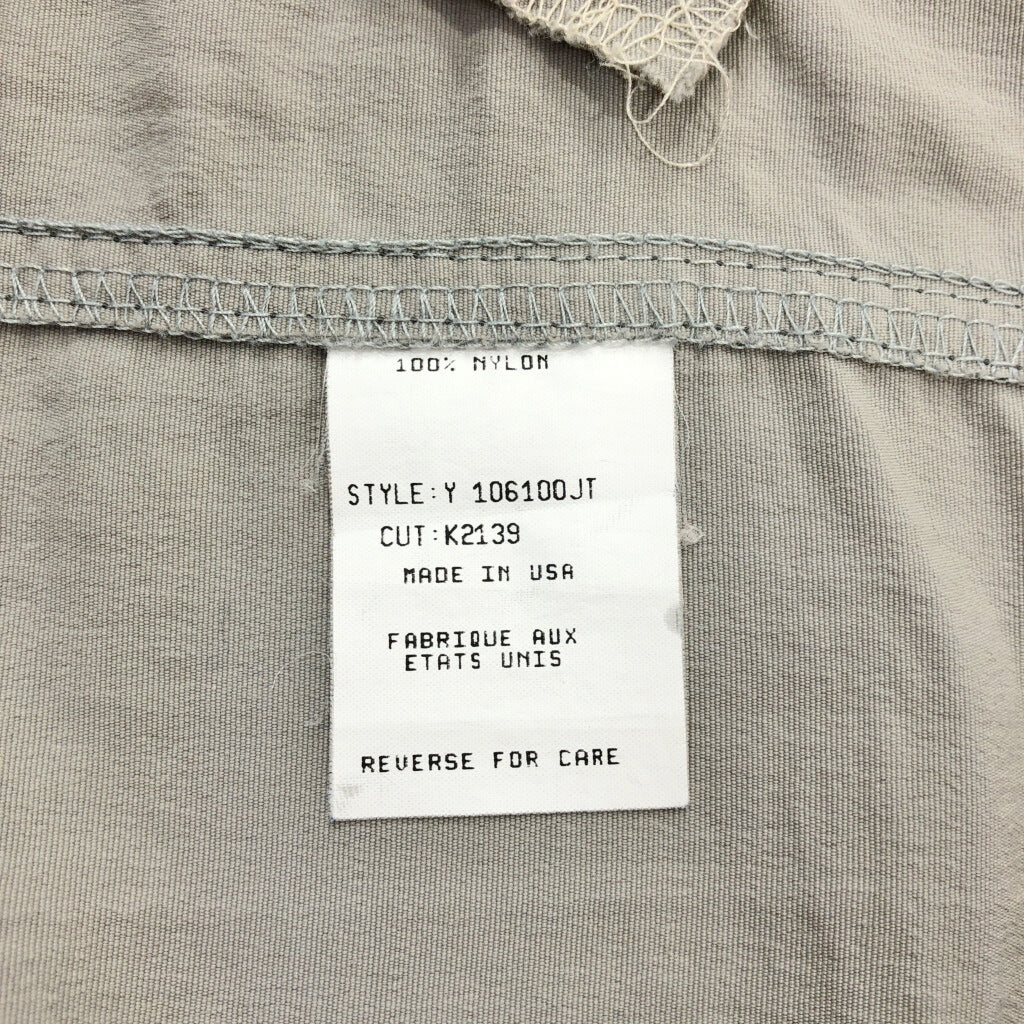 100% NYLON
STYLE:Y 106100JT
CUT:K2139
MADE IN USA
FABRIQUE AUX
ETATS UNIS
REVERSE FOR CARE